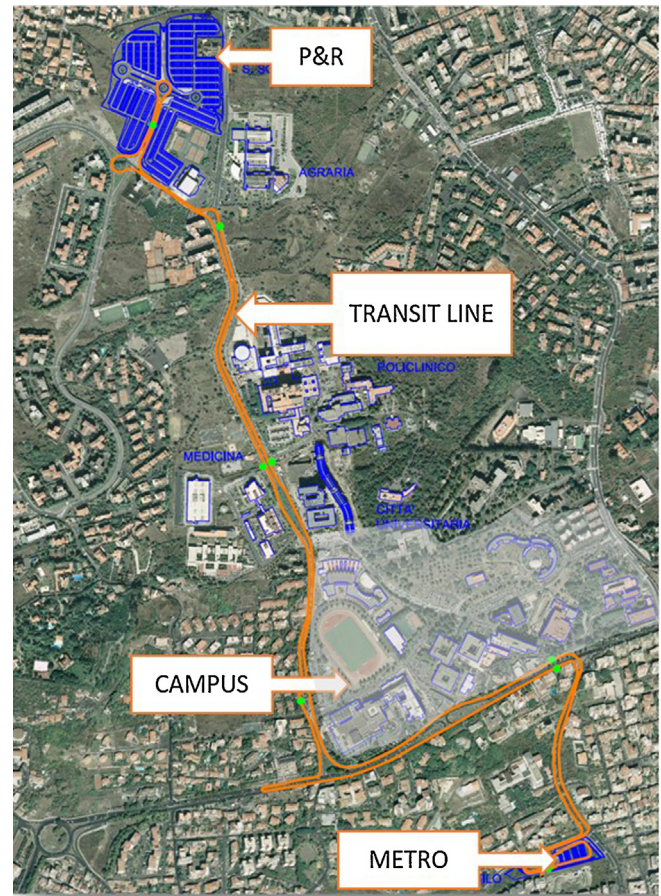 P&R
AGRARIA
TRANSIT LINE
POLICLINICO
MEDICINA
CITTA'
UNIVERSITARIA
CAMPUS
METRO